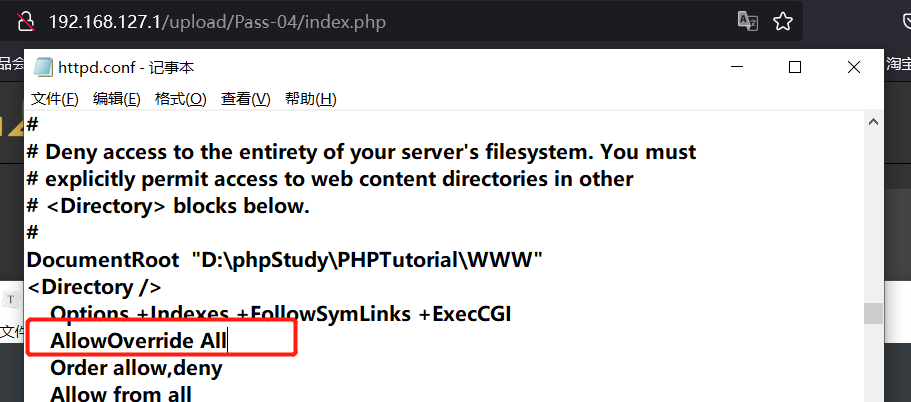 192.168.127.1/upload/Pass-04/index.php
品会
淘宝
httpd.conf - 记事本
文件(F) 编辑(E) 格式(O) 查看(V) 帮助(H)
#
# Deny access to the entirety of your server's filesystem. You must
# explicitly permit access to web content directories in other
# <Directory> blocks below.
#
DocumentRoot "D:\phpStudy\PHPTutorial\WWW"
<Directory />
T
Options +Indexes +FollowSymLinks +ExecCGI
文件
AllowOverride All
Order allow,deny
Allow from all